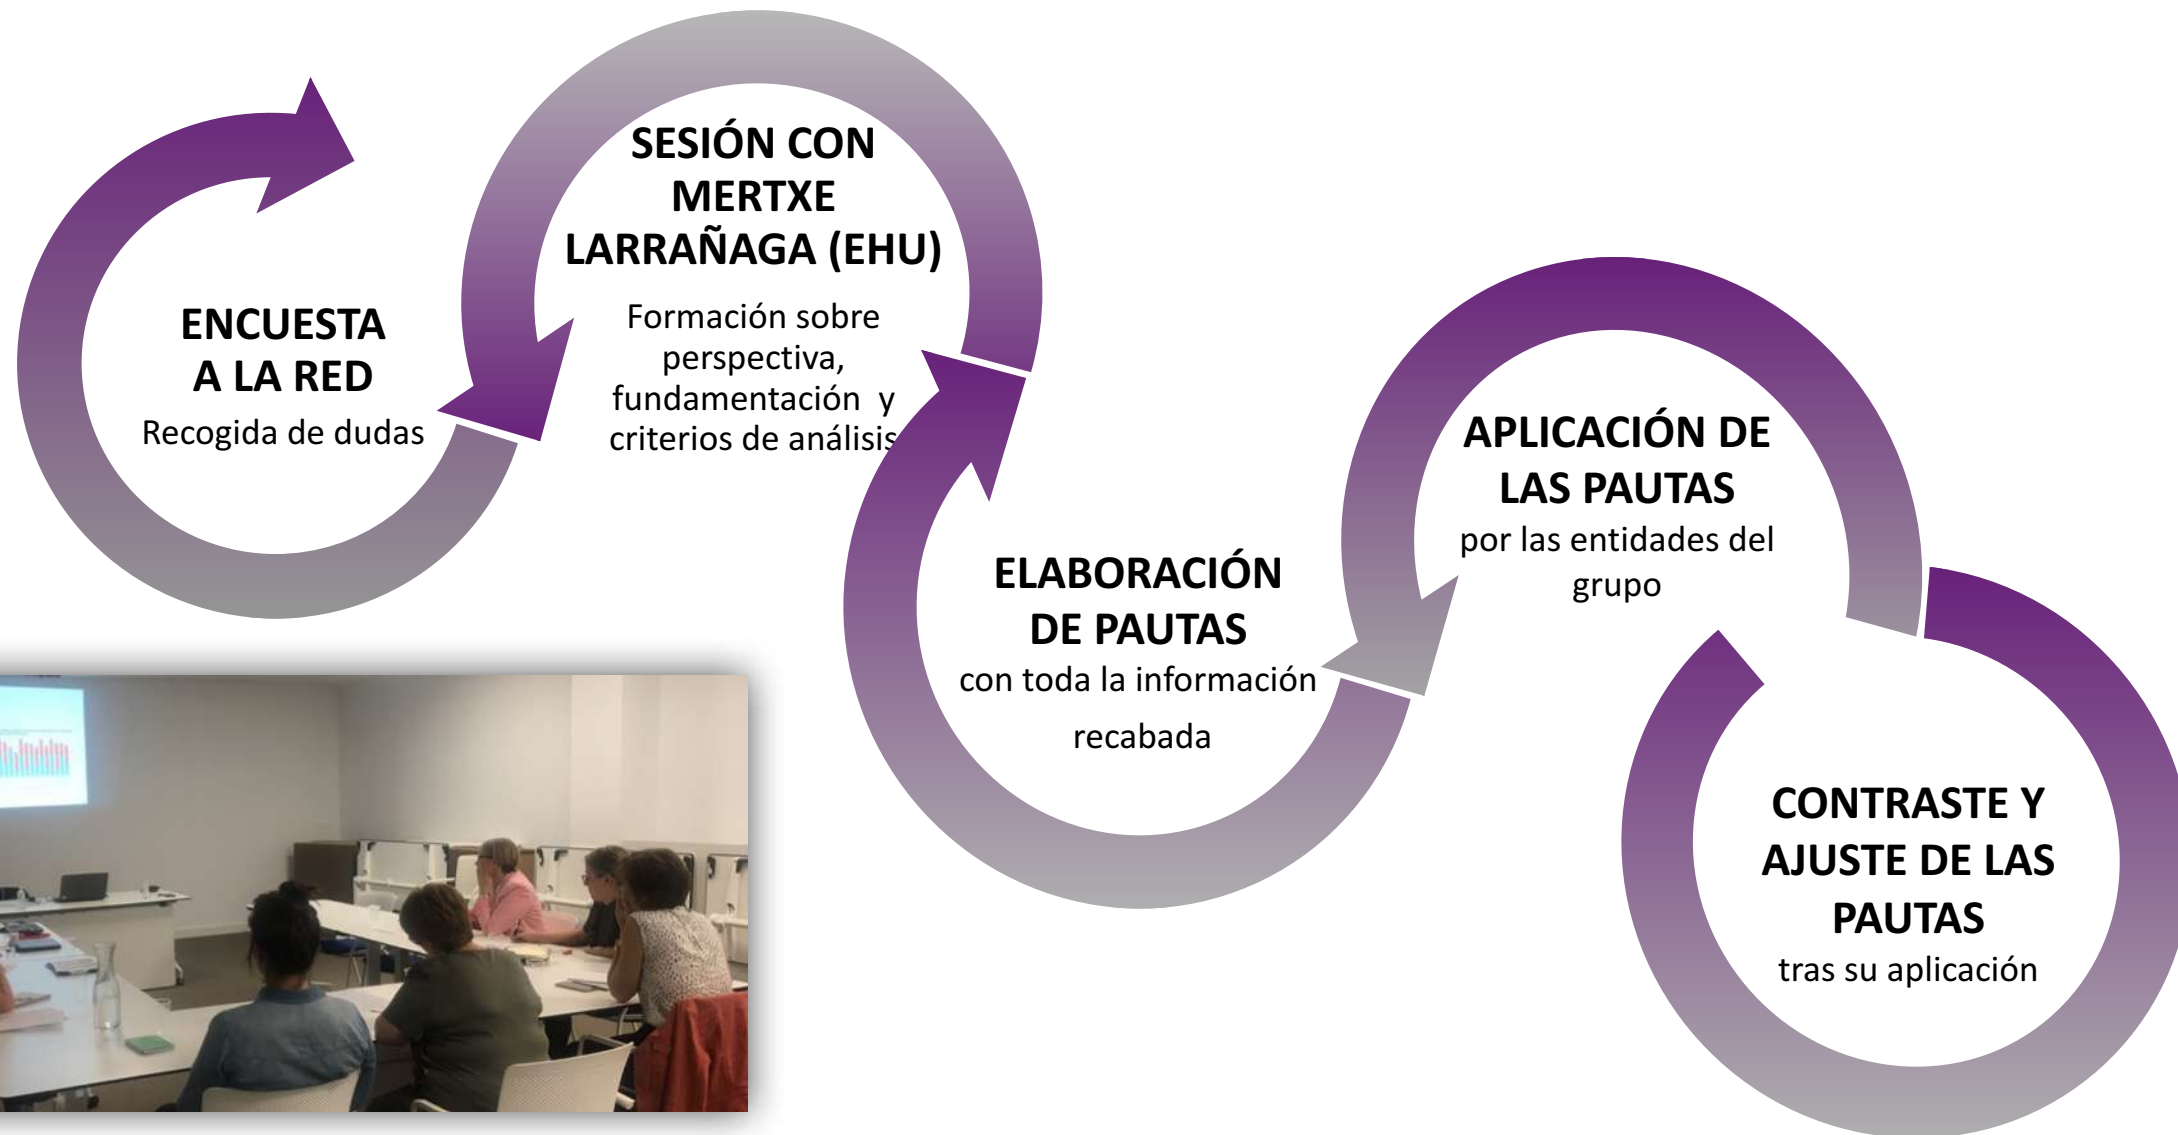 ENCUESTA
A LA RED
Recogida de dudas
SESIÓN CON
MERTXE
LARRAÑAGA (EHU)
Formación sobre
perspectiva,
fundamentación y
criterios de análisis
ELABORACIÓN
DE PAUTAS
con toda la información
recabada
APLICACIÓN DE
LAS PAUTAS
por las entidades del
grupo
CONTRASTE Y
AJUSTE DE LAS
PAUTAS
tras su aplicación